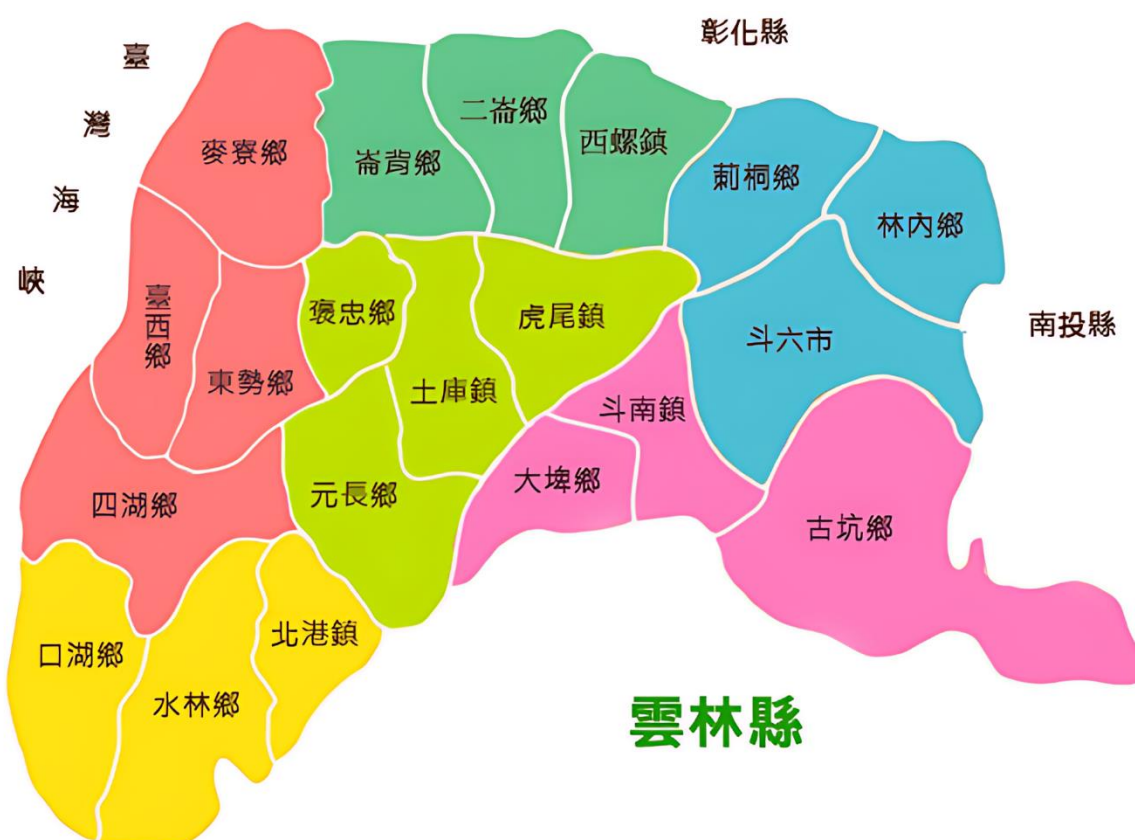 彰化縣
臺
灣
海
峽
二崙鄉
西螺鎮
麥寮鄉
崙背鄉
莿桐鄉
林內鄉
臺西鄉
褒忠鄉
虎尾鎮
斗六市
南投縣
東勢鄉
土庫鎮
斗南鎮
四湖鄉
元長鄉
大埤鄉
古坑鄉
口湖鄉
水林鄉
北港鎮
雲林縣